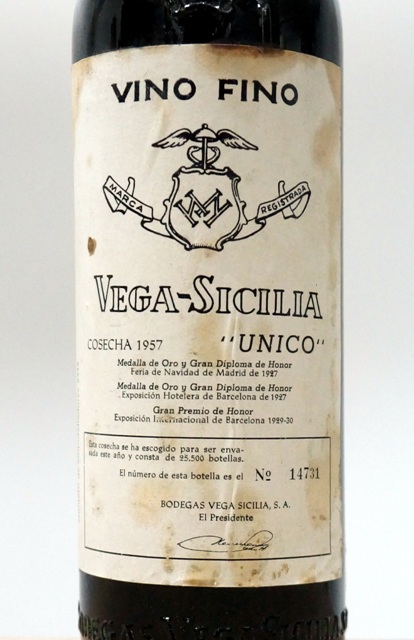 VINO FINO
MARCA REGISTRADA
VEGA-SICILIA
COSECHA 1957 "UNICO"
Medalla de Oro y Gran Diploma de Honor
Feria de Navidad de Madrid de 1927
Medalla de Oro y Gran Diploma de Honor
Exposición Hotelera de Barcelona de 1927
Gran Premio de Honor
Exposición Internacional de Barcelona 1929-30
Esta cosecha se ha escogido para ser enva-
sada este año y consta de 25,500 botellas.
El número de esta botella es el Nº 14731
BODEGAS VEGA SICILIA, S. A.
El Presidente
BODEGAS VEGA SICILIA